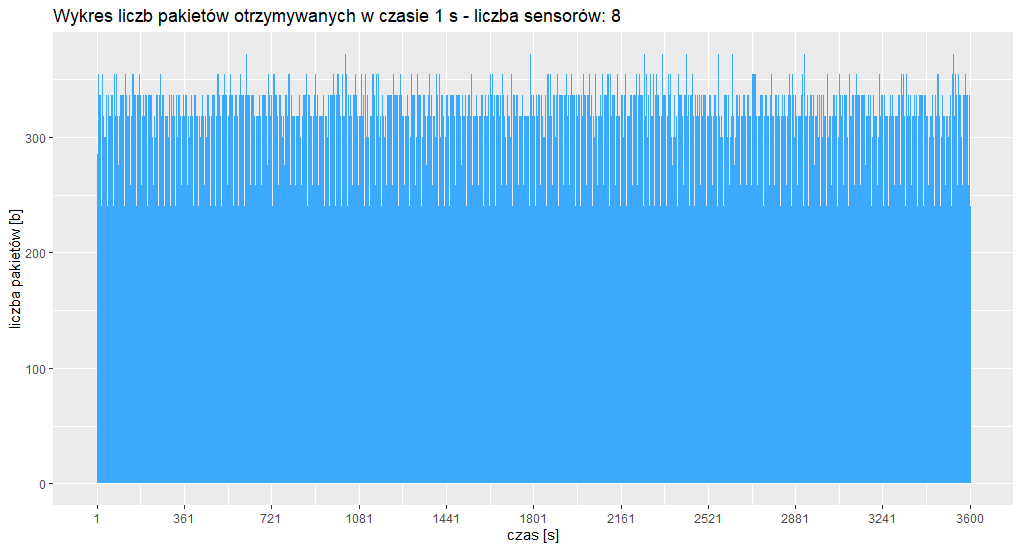 Wykres liczb pakietów otrzymywanych w czasie 1 s - liczba sensorów: 8
liczba pakietów [b]
300
200
100
0
1 361 721 1081 1441 1801 2161 2521 2881 3241 3600
czas [s]